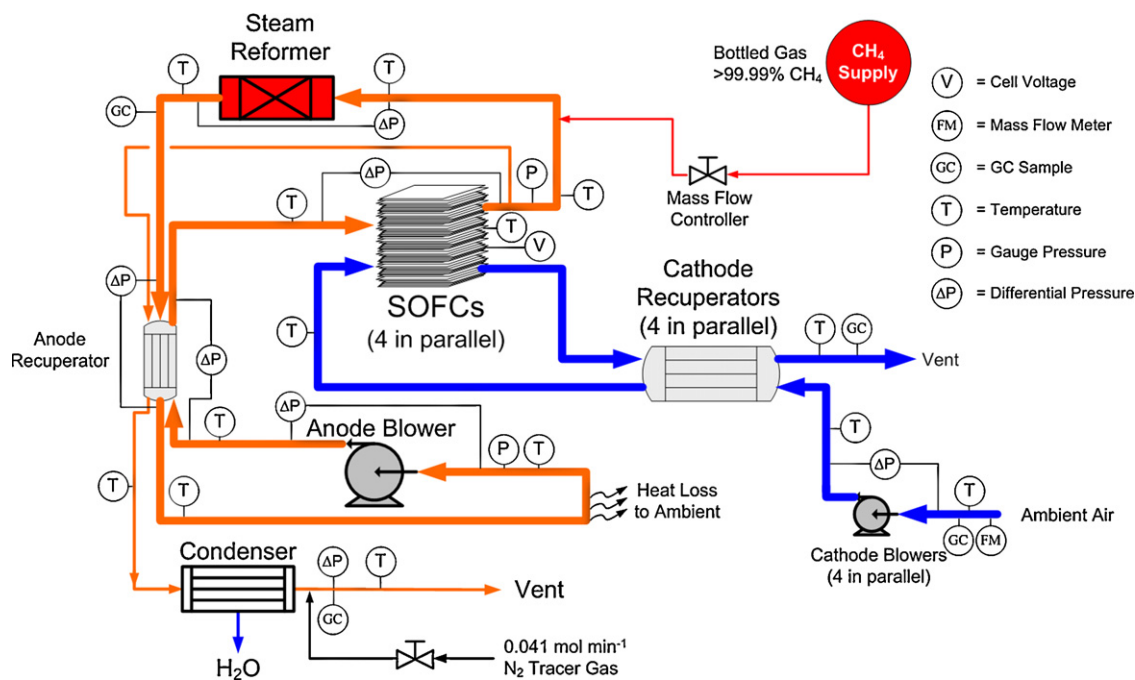 Steam
Reformer
Bottled Gas
>99.99% CH₄
CH₄
Supply
V = Cell Voltage
FM = Mass Flow Meter
GC = GC Sample
T = Temperature
P = Gauge Pressure
ΔP = Differential Pressure
T
T
GC
ΔP
ΔP
P
T
T
T
V
Mass Flow
Controller
SOFCs
(4 in parallel)
Cathode
Recuperators
(4 in parallel)
ΔP
T
T
GC
Vent
Anode
Recuperator
ΔP
T
ΔP
Anode Blower
P
T
T
ΔP
T
T
T
Heat Loss
to Ambient
GC
FM
Ambient Air
Cathode Blowers
(4 in parallel)
Condenser
ΔP
T
GC
Vent
H₂O
0.041 mol min⁻¹
N₂ Tracer Gas